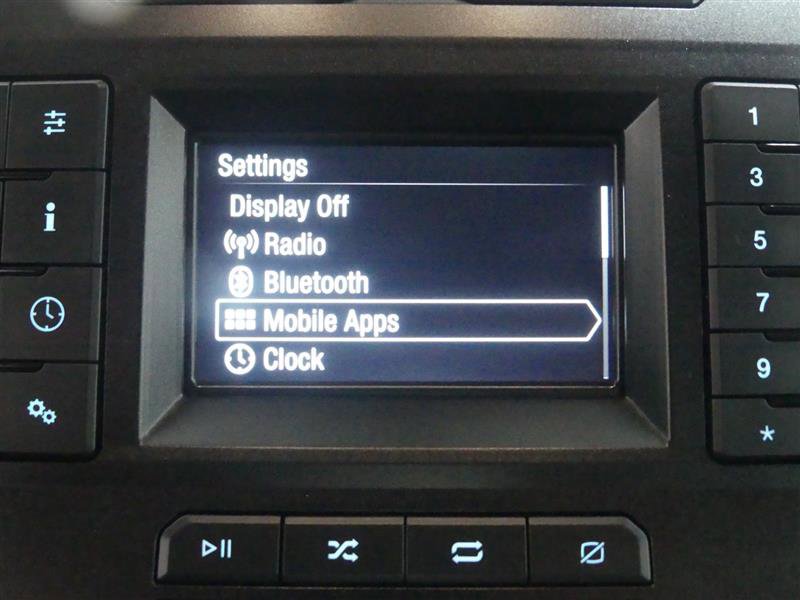 Settings
Display Off
Radio
Bluetooth
Mobile Apps
Clock
i
1
3
5
7
9
*